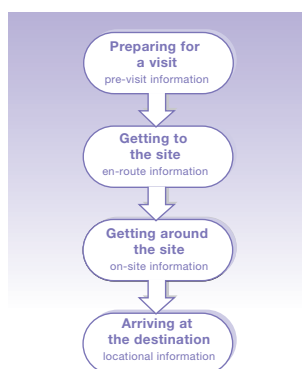 Preparing for
a visit
pre-visit information
Getting to
the site
en-route information
Getting around
the site
on-site information
Arriving at
the destination
locational information